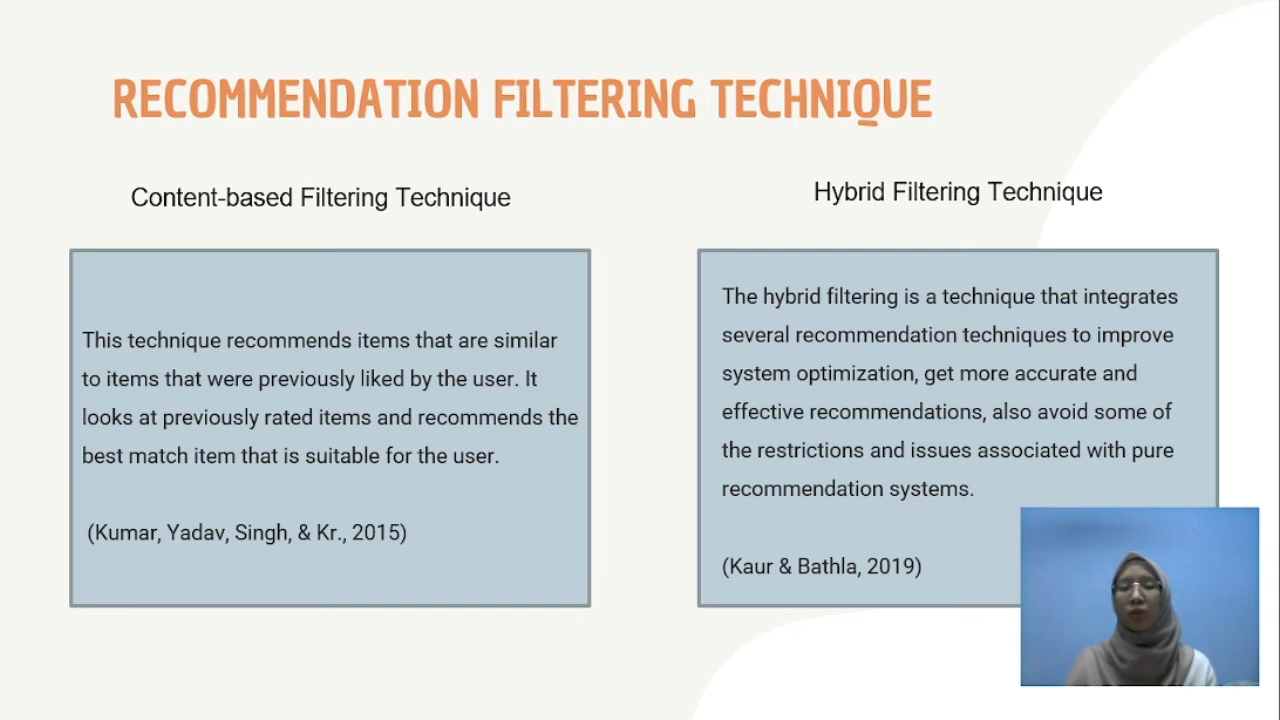 RECOMMENDATION FILTERING TECHNIQUE
Content-based Filtering Technique
This technique recommends items that are similar
to items that were previously liked by the user. It
looks at previously rated items and recommends the
best match item that is suitable for the user.
(Kumar, Yadav, Singh, & Kr., 2015)
Hybrid Filtering Technique
The hybrid filtering is a technique that integrates
several recommendation techniques to improve
system optimization, get more accurate and
effective recommendations, also avoid some of
the restrictions and issues associated with pure
recommendation systems.
(Kaur & Bathla, 2019)